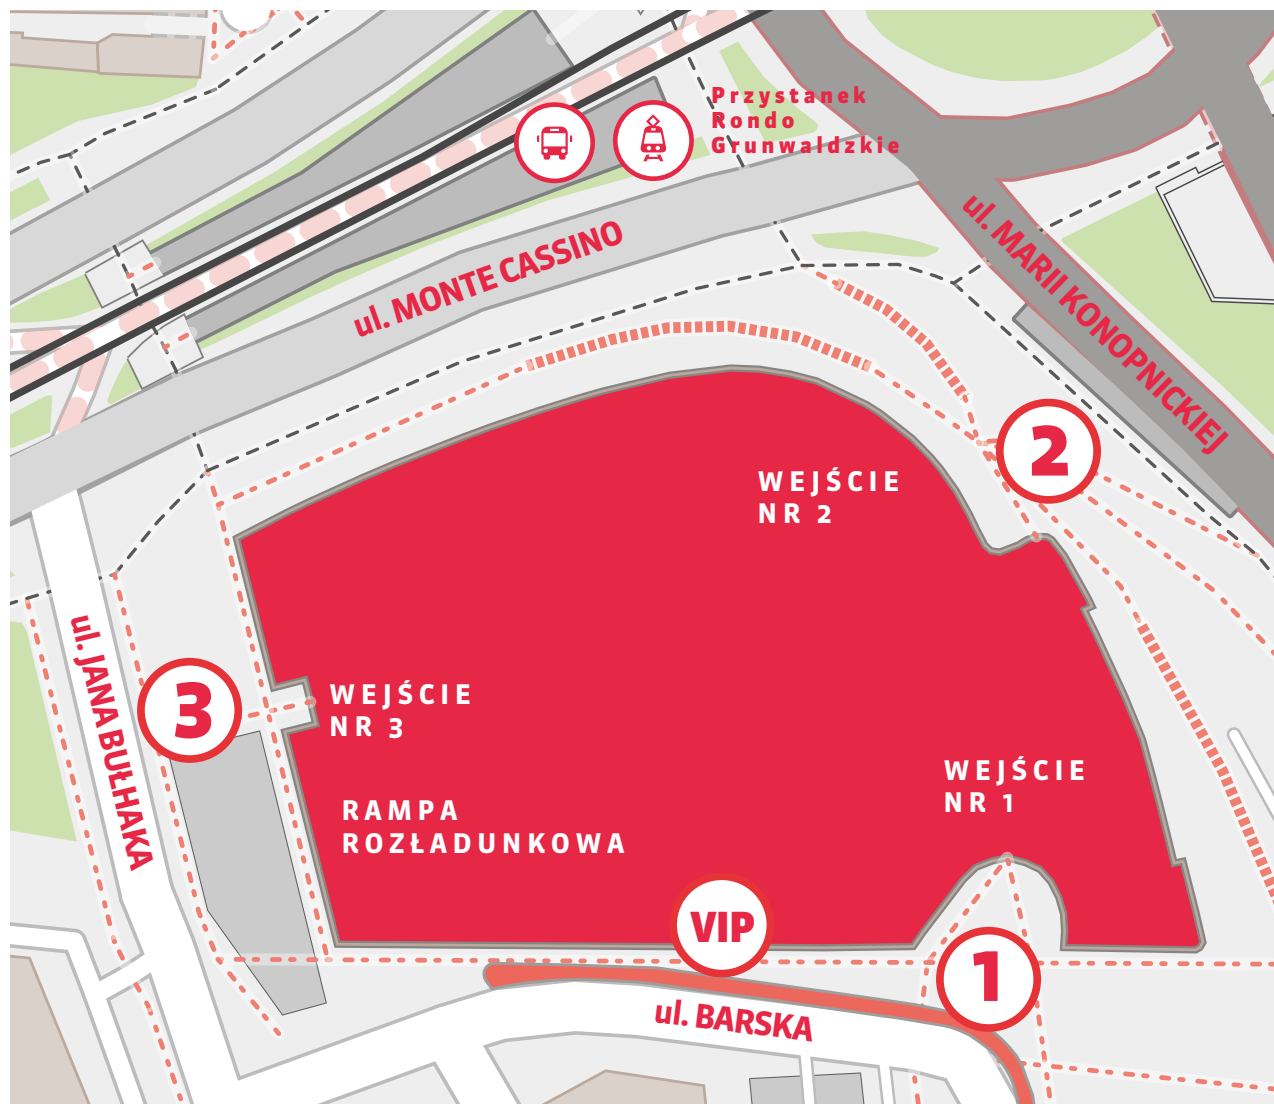 Przystanek
Rondo
Grunwaldzkie
ul. MONTE CASSINO
ul. MARII KONOPNICKIEJ
2
WEJŚCIE
NR 2
ul. JANA BUŁHAKA
3
WEJŚCIE
NR 3
WEJŚCIE
NR 1
RAMPA
ROZŁADUNKOWA
VIP
1
ul. BARSKA